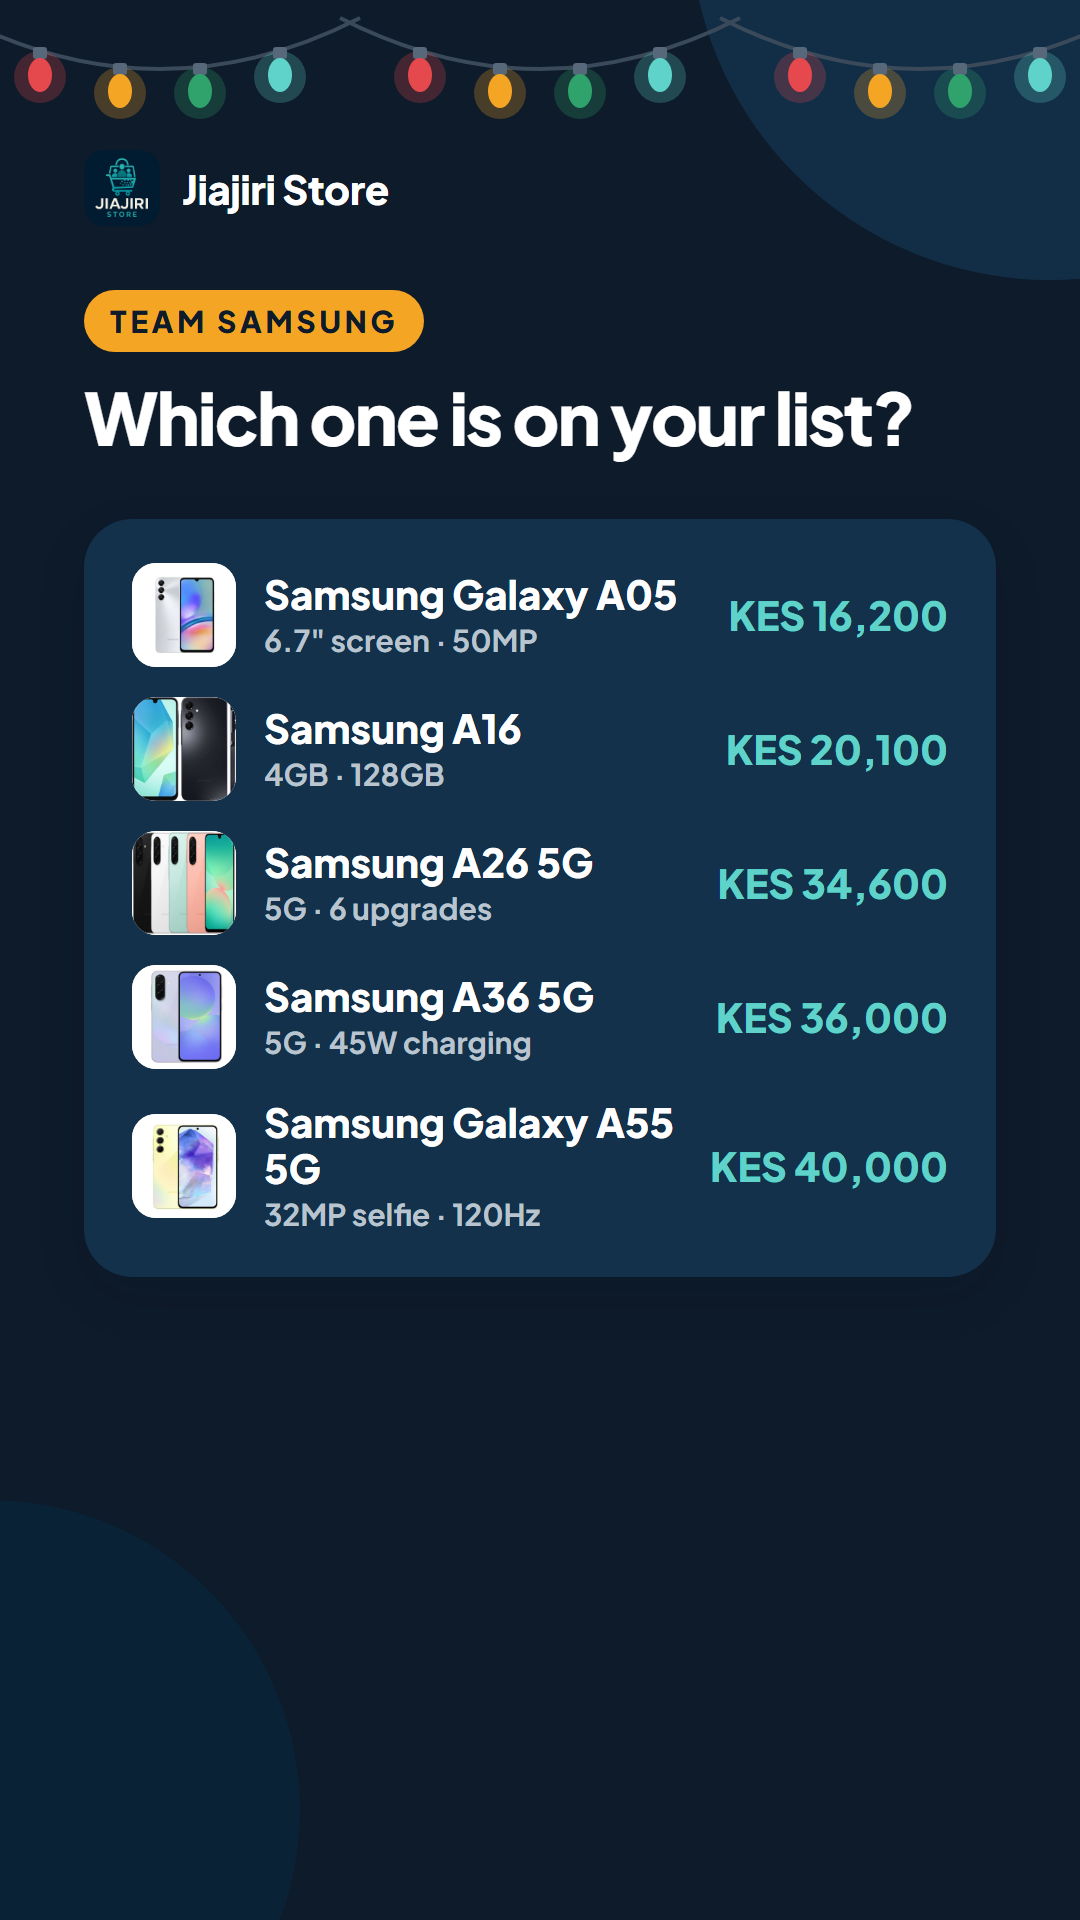 JIAJIRI
STORE
Jiajiri Store
TEAM SAMSUNG
Which one is on your list?
Samsung Galaxy A05
6.7" screen · 50MP
KES 16,200
Samsung A16
4GB · 128GB
KES 20,100
Samsung A26 5G
5G · 6 upgrades
KES 34,600
Samsung A36 5G
5G · 45W charging
KES 36,000
Samsung Galaxy A55
5G
32MP selfie · 120Hz
KES 40,000